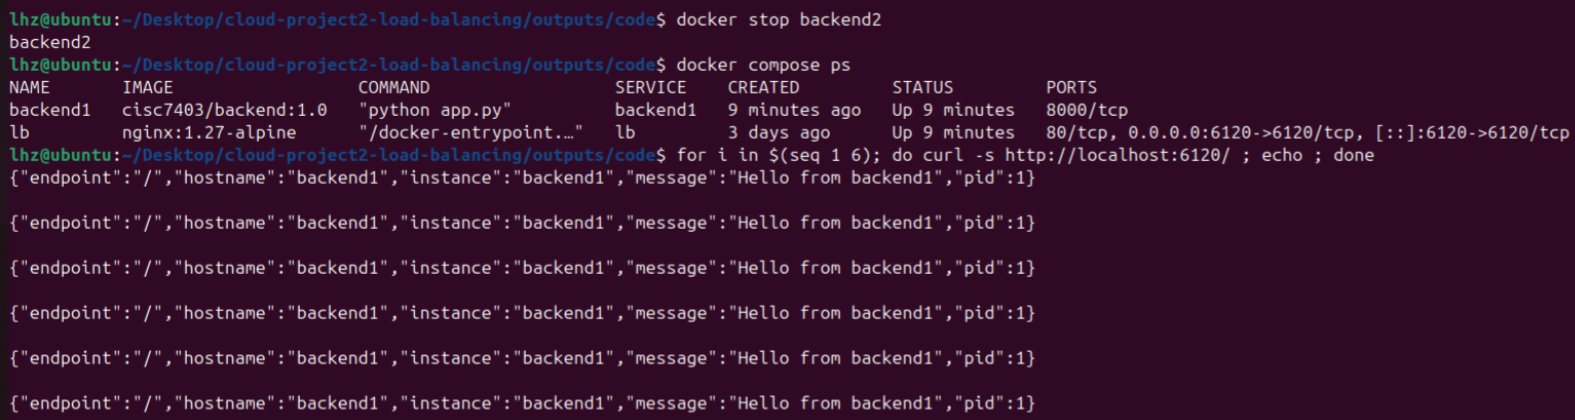 lhz@ubuntu:~/Desktop/cloud-project2-load-balancing/outputs/code$ docker stop backend2
backend2
lhz@ubuntu:~/Desktop/cloud-project2-load-balancing/outputs/code$ docker compose ps
NAME       IMAGE                  COMMAND                  SERVICE    CREATED         STATUS         PORTS
backend1   cisc7403/backend:1.0   "python app.py"          backend1   9 minutes ago   Up 9 minutes   8000/tcp
lb         nginx:1.27-alpine      "/docker-entrypoint.…"   lb         3 days ago      Up 9 minutes   80/tcp, 0.0.0.0:6120->6120/tcp, [::]:6120->6120/tcp
lhz@ubuntu:~/Desktop/cloud-project2-load-balancing/outputs/code$ for i in $(seq 1 6); do curl -s http://localhost:6120/ ; echo ; done
{"endpoint":"/","hostname":"backend1","instance":"backend1","message":"Hello from backend1","pid":1}
{"endpoint":"/","hostname":"backend1","instance":"backend1","message":"Hello from backend1","pid":1}
{"endpoint":"/","hostname":"backend1","instance":"backend1","message":"Hello from backend1","pid":1}
{"endpoint":"/","hostname":"backend1","instance":"backend1","message":"Hello from backend1","pid":1}
{"endpoint":"/","hostname":"backend1","instance":"backend1","message":"Hello from backend1","pid":1}
{"endpoint":"/","hostname":"backend1","instance":"backend1","message":"Hello from backend1","pid":1}